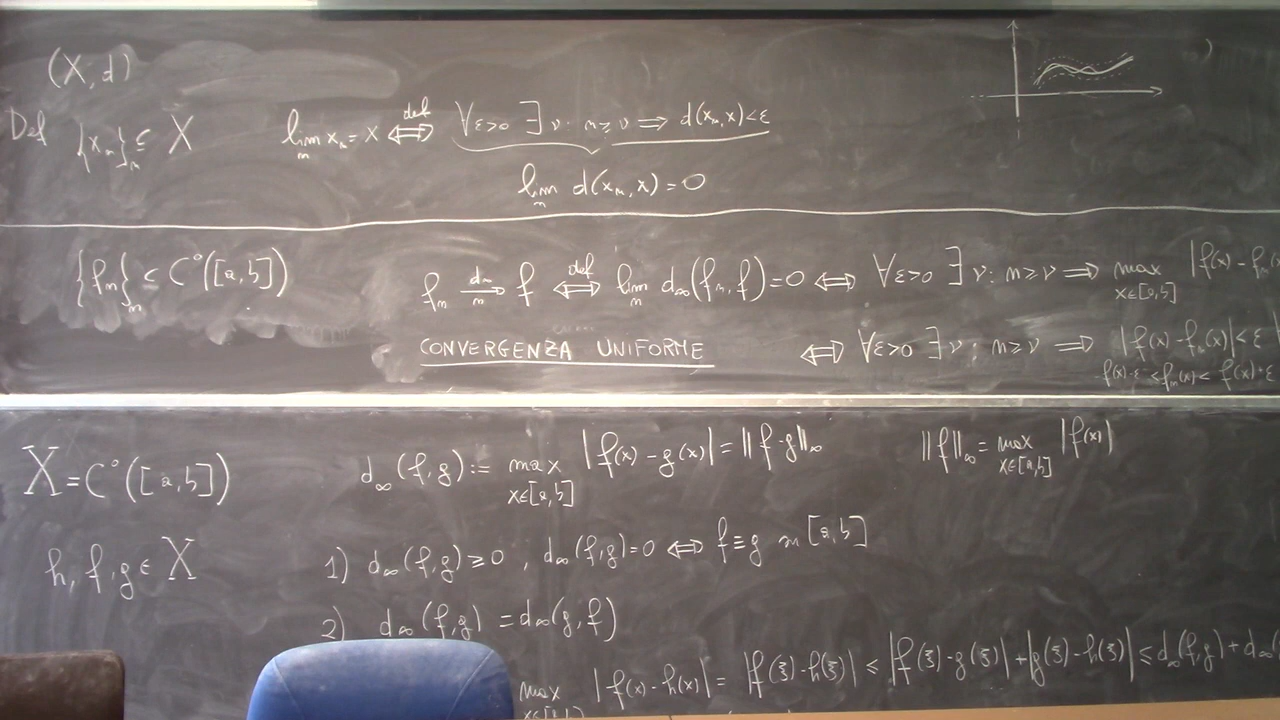 (X, d)
Def {xₙ}ₙ ⊆ X lim xₙ = x ⟺ def ∀ε>0 ∃ν: n≥ν ⟹ d(xₙ,x)<ε
n
lim d(xₙ,x)=0
n
{fₙ}ₙ ⊆ C°([a,b]) fₙ →(d∞, n) f ⟺ def lim d∞(fₙ,f)=0 ⟺ ∀ε>0 ∃ν: n≥ν ⟹ max |f(x)-fₙ(x
n x∈[a,b]
CONVERGENZA UNIFORME ⟺ ∀ε>0 ∃ν: n≥ν ⟹ |f(x)-fₙ(x)|<ε
f(x)-ε<fₙ(x)<f(x)+ε
X=C°([a,b]) d∞(f,g):= max |f(x)-g(x)|=‖f-g‖∞ ‖f‖∞= max |f(x)|
x∈[a,b] x∈[a,b]
h,f,g∈X 1) d∞(f,g)≥0, d∞(f,g)=0 ⟺ f≡g in [a,b]
2) d∞(f,g)=d∞(g,f)
max |f(x)-h(x)|= |f(ξ)-h(ξ)| ≤ |f(ξ)-g(ξ)|+|g(ξ)-h(ξ)| ≤ d∞(f,g)+d∞(
x∈[a,b]